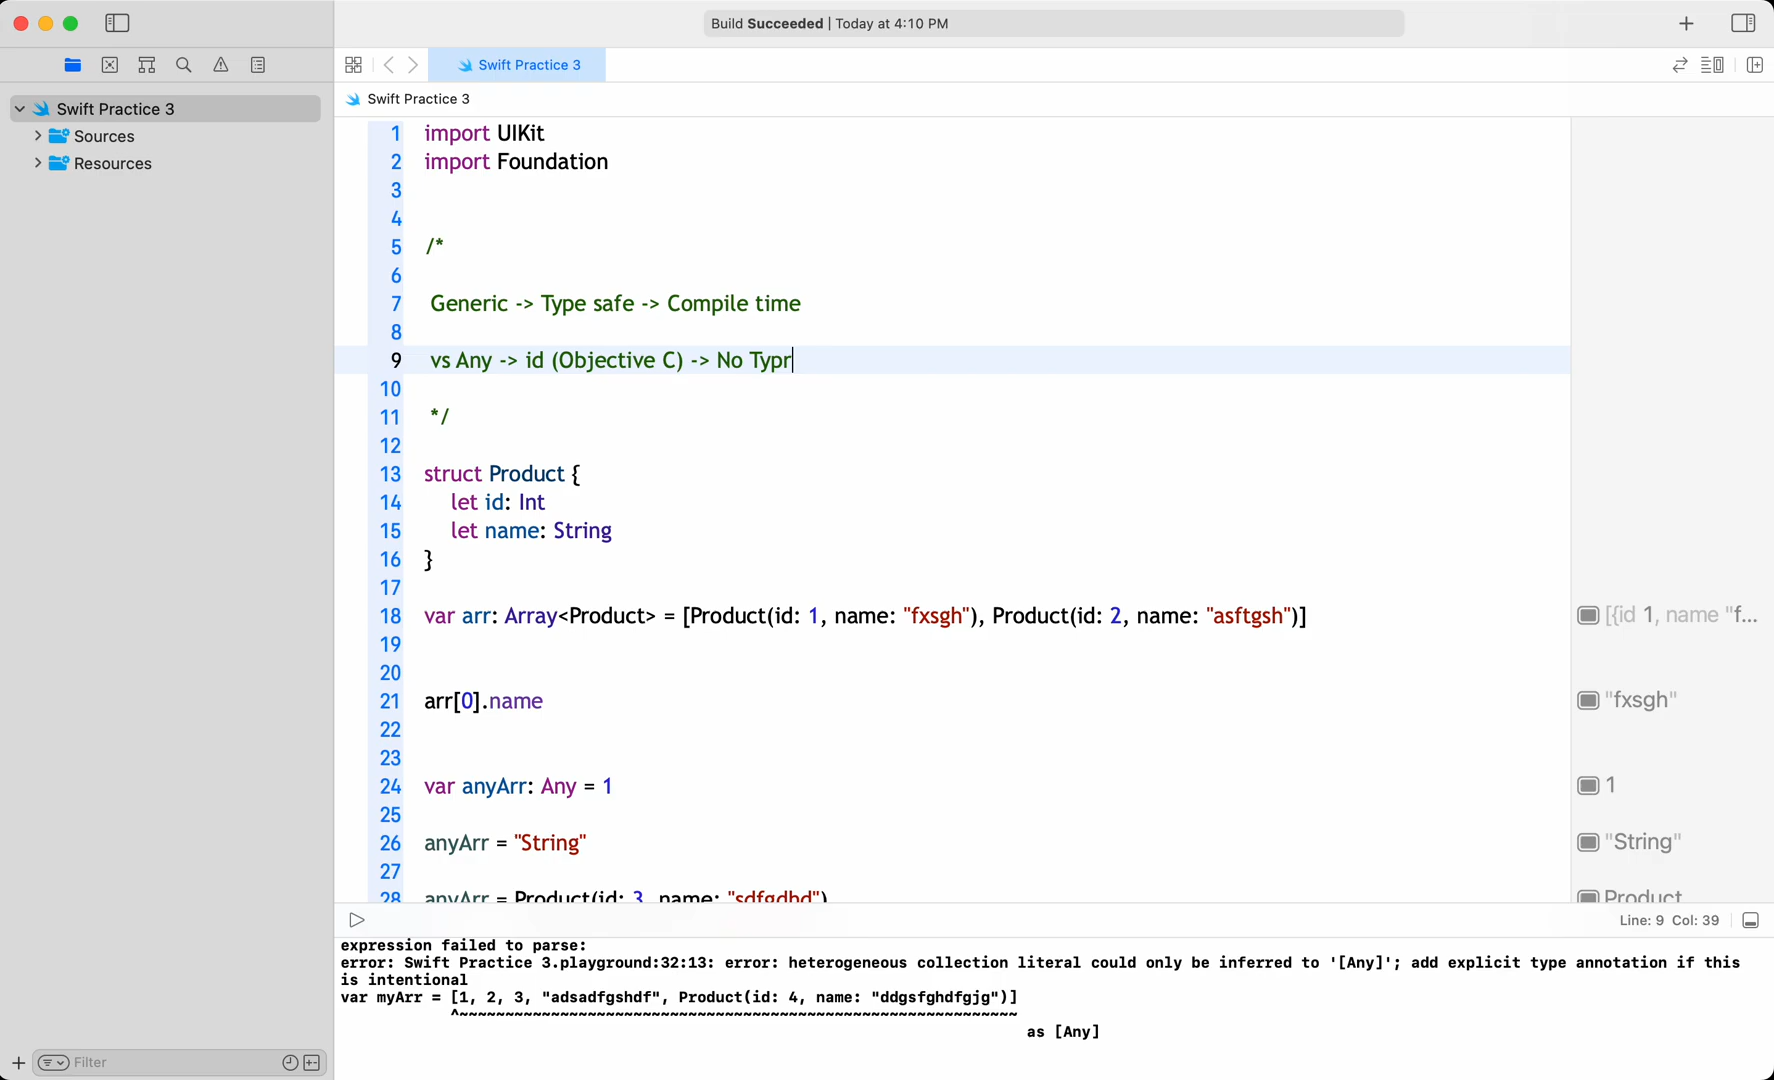 Build Succeeded | Today at 4:10 PM
Swift Practice 3
Swift Practice 3
Sources
Resources
Swift Practice 3
1 import UIKit
2 import Foundation
3
4
5 /*
6
7 Generic -> Type safe -> Compile time
8
9 vs Any -> id (Objective C) -> No Typr
10
11 */
12
13 struct Product {
14 let id: Int
15 let name: String
16 }
17
18 var arr: Array<Product> = [Product(id: 1, name: "fxsgh"), Product(id: 2, name: "asftgsh")] [{id 1, name "f...
19
20
21 arr[0].name "fxsgh"
22
23
24 var anyArr: Any = 1 1
25
26 anyArr = "String" "String"
27
28 anyArr = Product(id: 3, name: "sdfgdhd") Product
Line: 9 Col: 39
expression failed to parse:
error: Swift Practice 3.playground:32:13: error: heterogeneous collection literal could only be inferred to '[Any]'; add explicit type annotation if this
is intentional
var myArr = [1, 2, 3, "adsadfgshdf", Product(id: 4, name: "ddgsfghdfgjg")]
^~~~~~~~~~~~~~~~~~~~~~~~~~~~~~~~~~~~~~~~~~~~~~~~~~~~~~~~~~~~~~
as [Any]
Filter